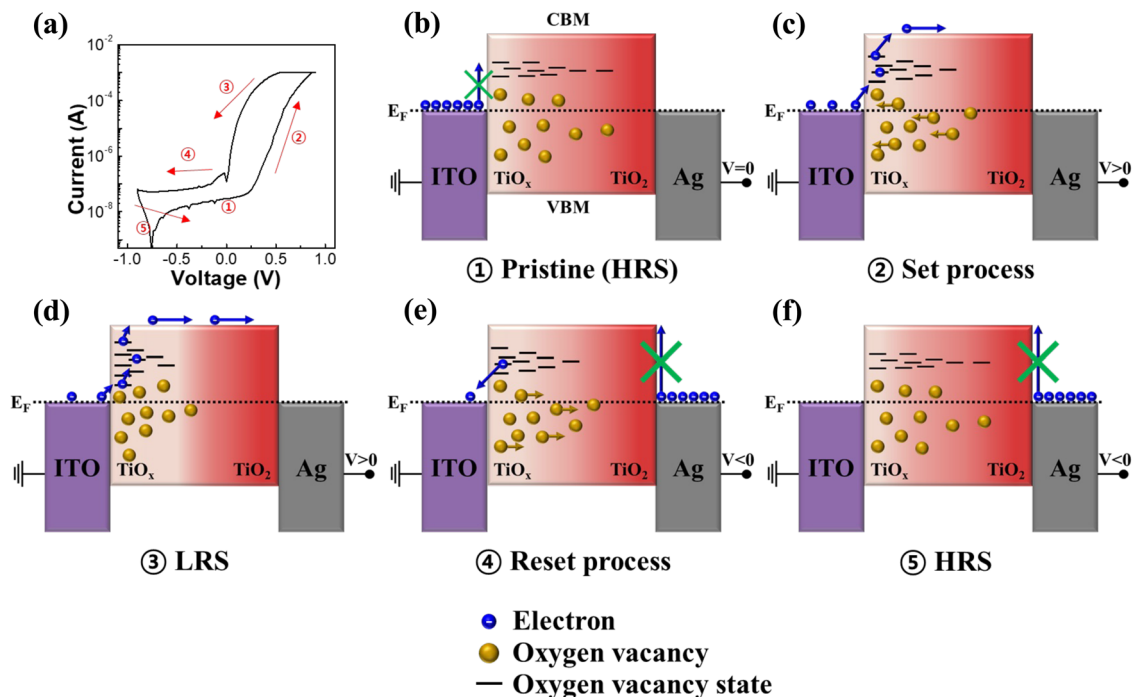 (a)
10⁻²
10⁻⁴
10⁻⁶
10⁻⁸
Current (A)
-1.0 -0.5 0.0 0.5 1.0
Voltage (V)
①
②
③
④
⑤
(b)
CBM
E_F
ITO
TiOₓ
TiO₂
Ag
V=0
VBM
① Pristine (HRS)
(c)
E_F
ITO
TiOₓ
TiO₂
Ag
V>0
② Set process
(d)
E_F
ITO
TiOₓ
TiO₂
Ag
V>0
③ LRS
(e)
E_F
ITO
TiOₓ
TiO₂
Ag
V<0
④ Reset process
(f)
E_F
ITO
TiOₓ
TiO₂
Ag
V<0
⑤ HRS
Electron
Oxygen vacancy
Oxygen vacancy state